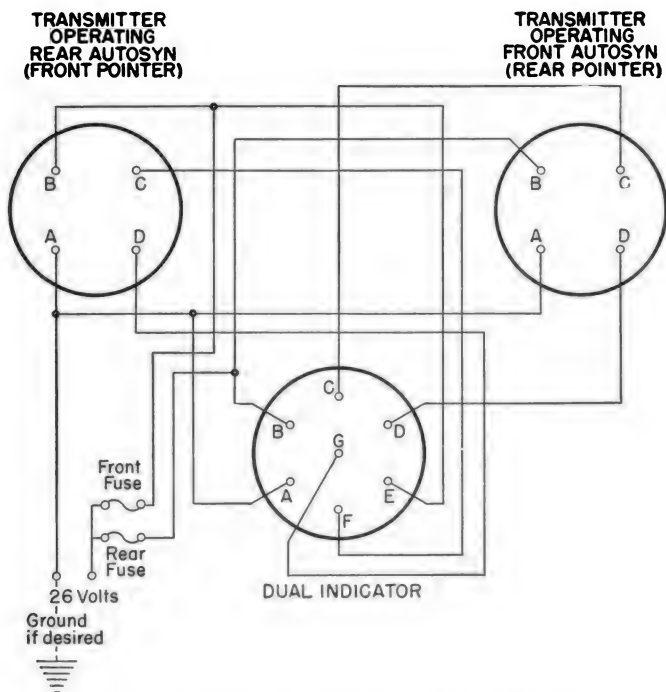 TRANSMITTER
OPERATING
REAR AUTOSYN
(FRONT POINTER)
TRANSMITTER
OPERATING
FRONT AUTOSYN
(REAR POINTER)
B
C
A
D
B
C
A
D
C
B
D
G
A
E
F
Front
Fuse
Rear
Fuse
26 Volts
Ground
if desired
DUAL INDICATOR